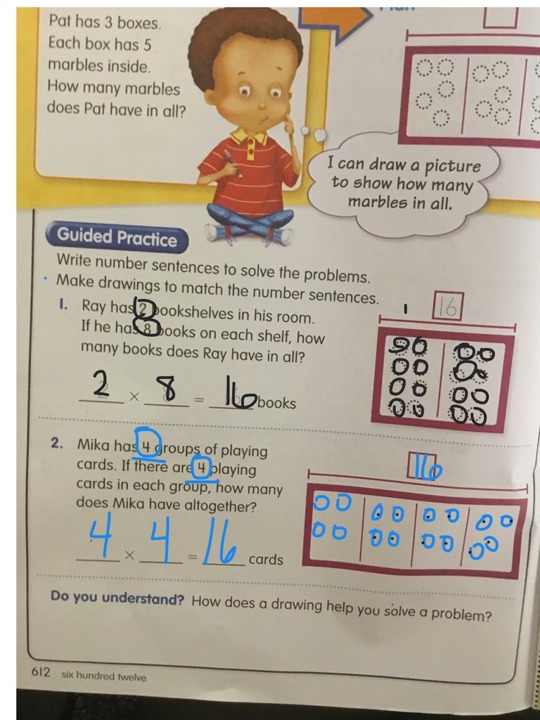 Plan
Pat has 3 boxes.
Each box has 5
marbles inside.
How many marbles
does Pat have in all?
I can draw a picture
to show how many
marbles in all.
Guided Practice
Write number sentences to solve the problems.
Make drawings to match the number sentences.
1. Ray has 2 bookshelves in his room.
If he has 8 books on each shelf, how
many books does Ray have in all?
2 × 8 = 16 books
16
2. Mika has 4 groups of playing
cards. If there are 4 playing
cards in each group, how many
does Mika have altogether?
4 × 4 = 16 cards
16
Do you understand? How does a drawing help you solve a problem?
612 six hundred twelve